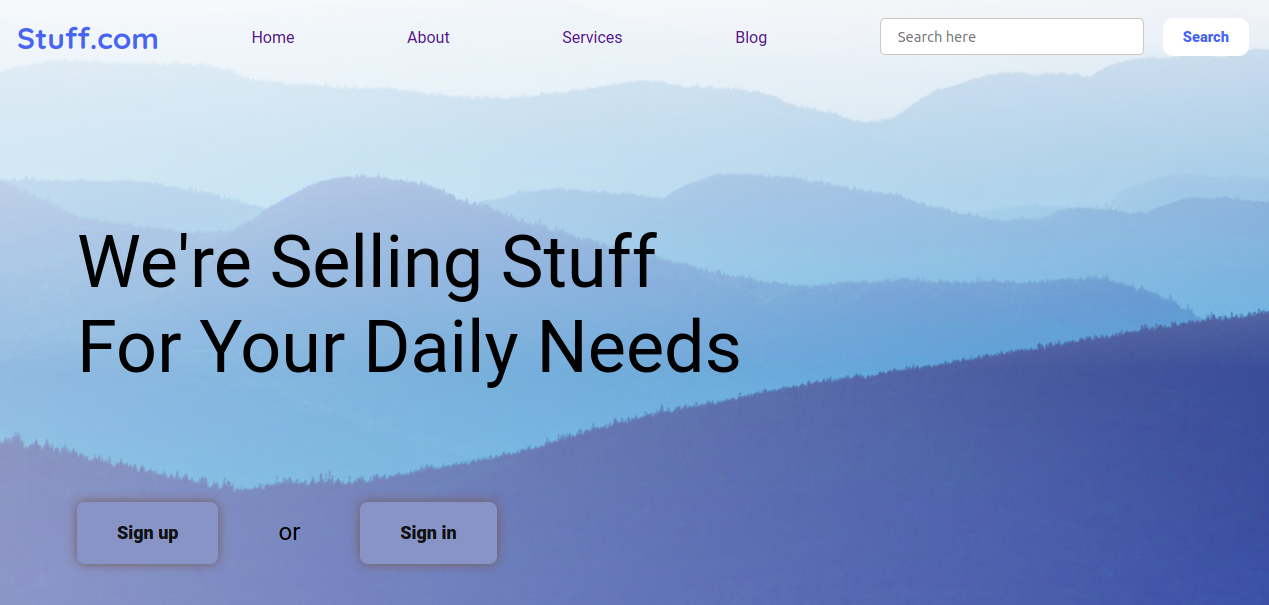 Stuff.com
Home
About
Services
Blog
Search here
Search
We're Selling Stuff
For Your Daily Needs
Sign up
or
Sign in